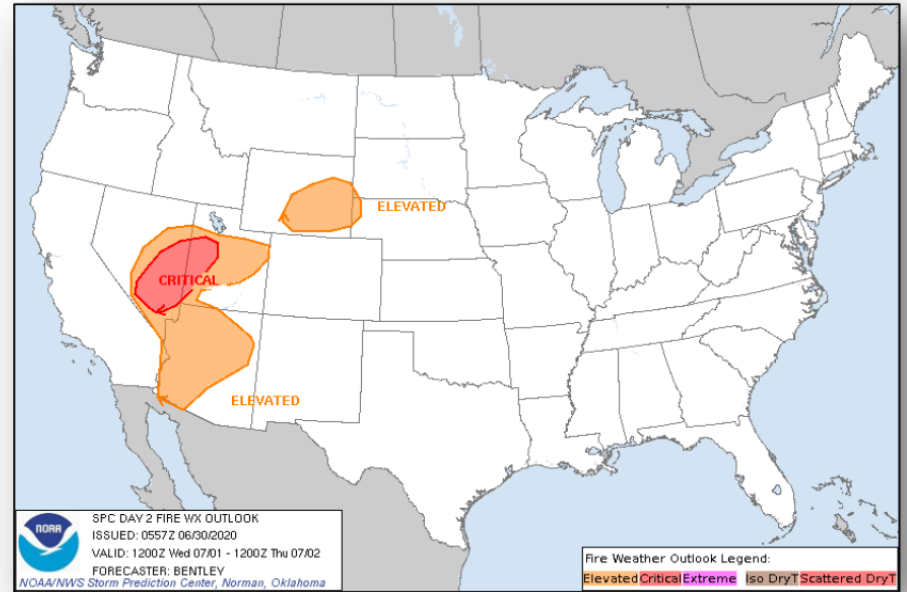 ELEVATED
CRITICAL
ELEVATED
NOAA
SPC DAY 2 FIRE WX OUTLOOK
ISSUED: 0557Z 06/30/2020
VALID: 1200Z Wed 07/01 - 1200Z Thu 07/02
FORECASTER: BENTLEY
NOAA/NWS Storm Prediction Center, Norman, Oklahoma
Fire Weather Outlook Legend:
Elevated Critical Extreme Iso DryT Scattered DryT